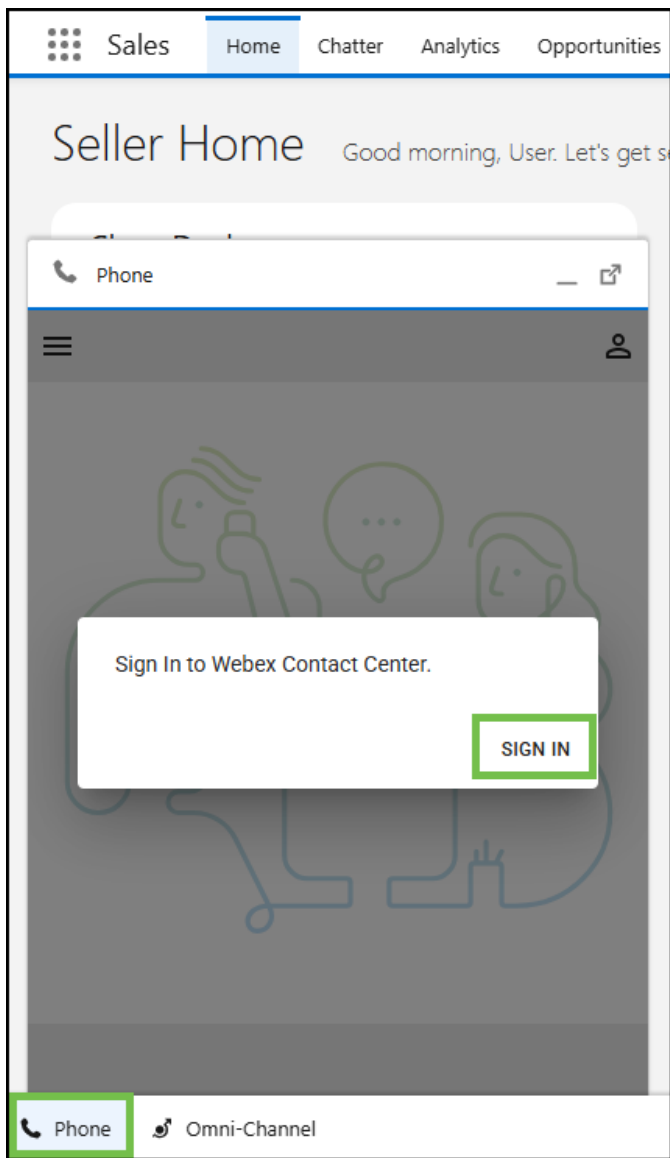 Sales Home Chatter Analytics Opportunities
Seller Home Good morning, User. Let's get
Phone
Sign In to Webex Contact Center.
SIGN IN
Phone Omni-Channel